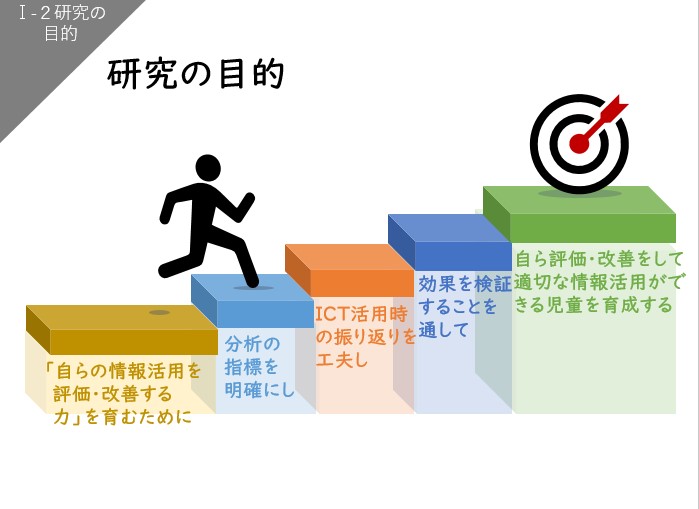 Ⅰ-２研究の
目的
研究の目的
「自らの情報活用を
評価・改善する
力」を育むために
分析の
指標を
明確にし
ICT活用時
の振り返りを
工夫し
効果を検証
することを
通して
自ら評価・改善をして
適切な情報活用がで
きる児童を育成する